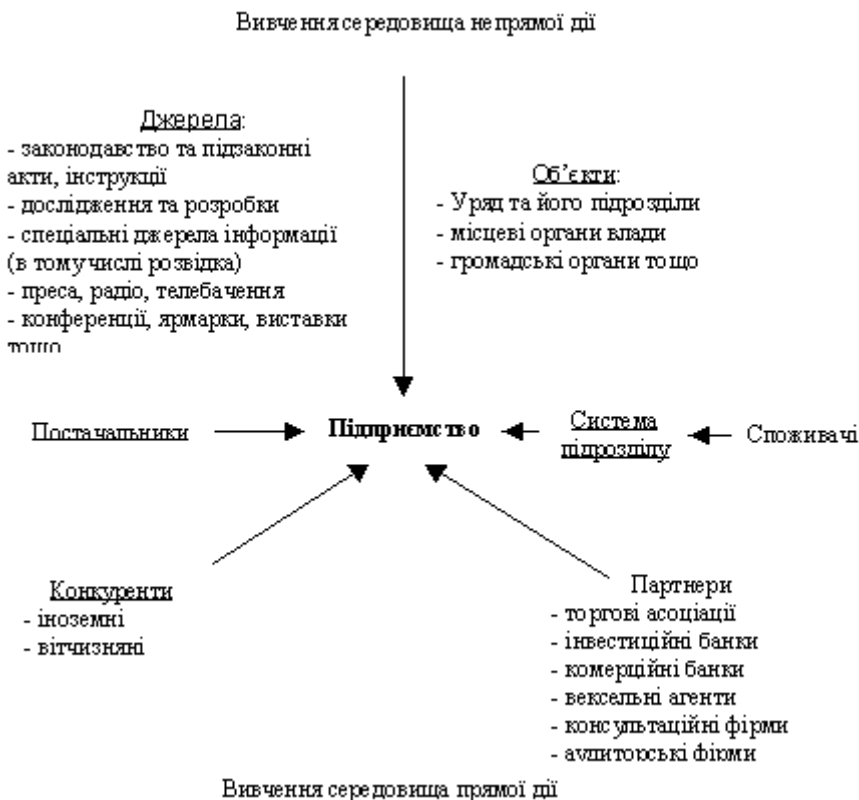 Вивчення середовища непрямої дії
Джерела:
- законодавство та підзаконні
акти, інструкції
- дослідження та розробки
- спеціальні джерела інформації
(в тому числі розвідка)
- преса, радіо, телебачення
- конференції, ярмарки, виставки
тощо
Об’єкти:
- Уряд та його підрозділи
- місцеві органи влади
- громадські органи тощо
Постачальники
Підприємство
Система
підрозділу
Споживачі
Конкуренти
- іноземні
- вітчизняні
Партнери
- торгові асоціації
- інвестиційні банки
- комерційні банки
- вексельні агенти
- консультаційні фірми
- аудиторські фірми
Вивчення середовища прямої дії